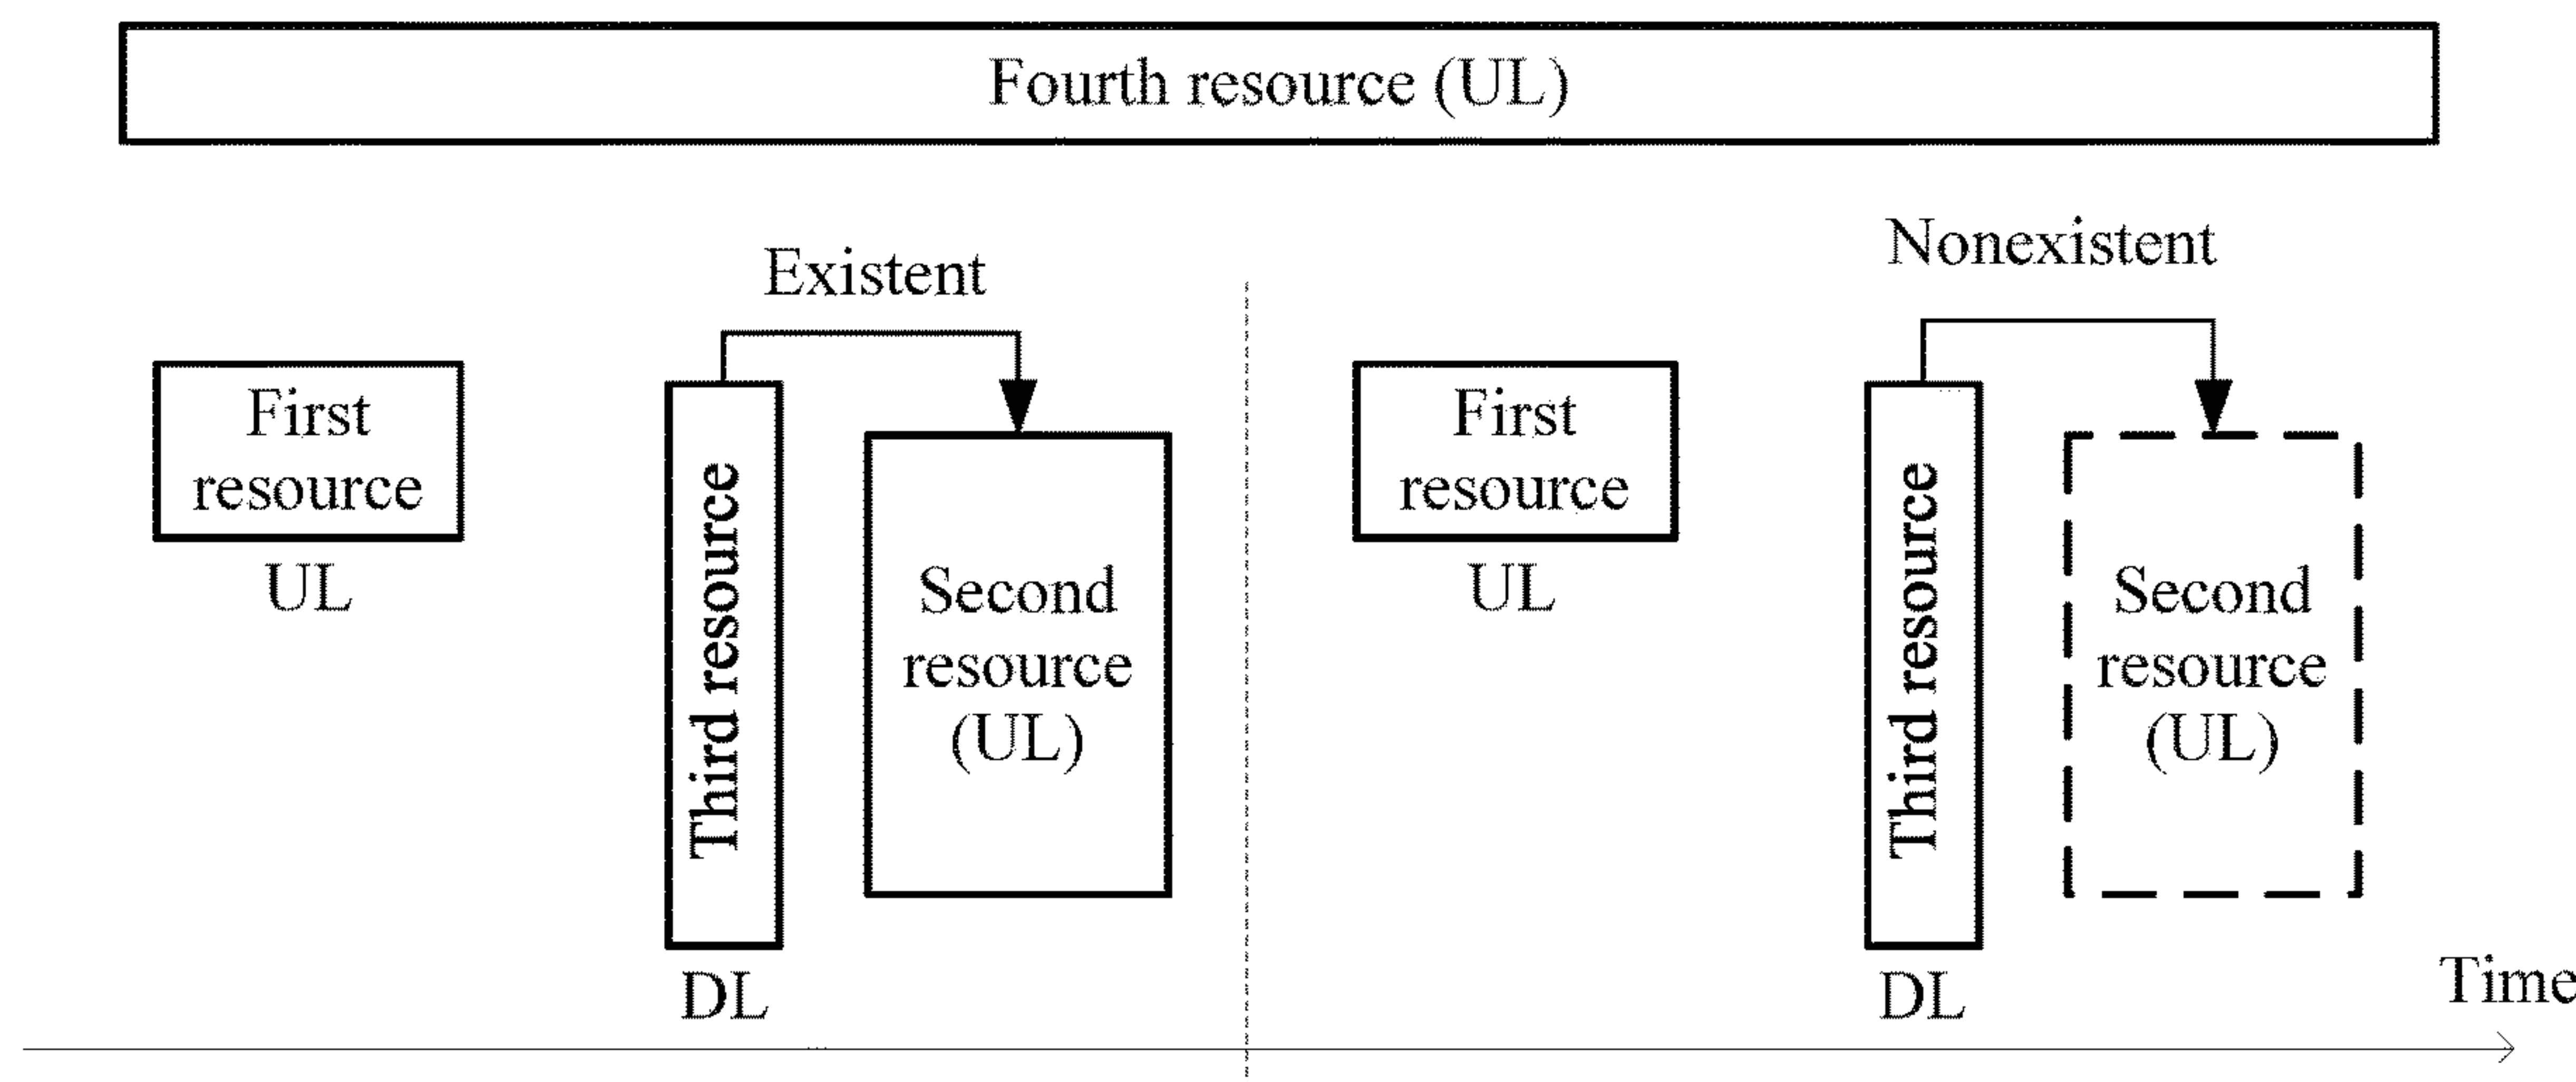 Fourth resource (UL)
Existent
First
resource
UL
Third resource
DL
Second
resource
(UL)
Nonexistent
First
resource
UL
Third resource
DL
Second
resource
(UL)
Time